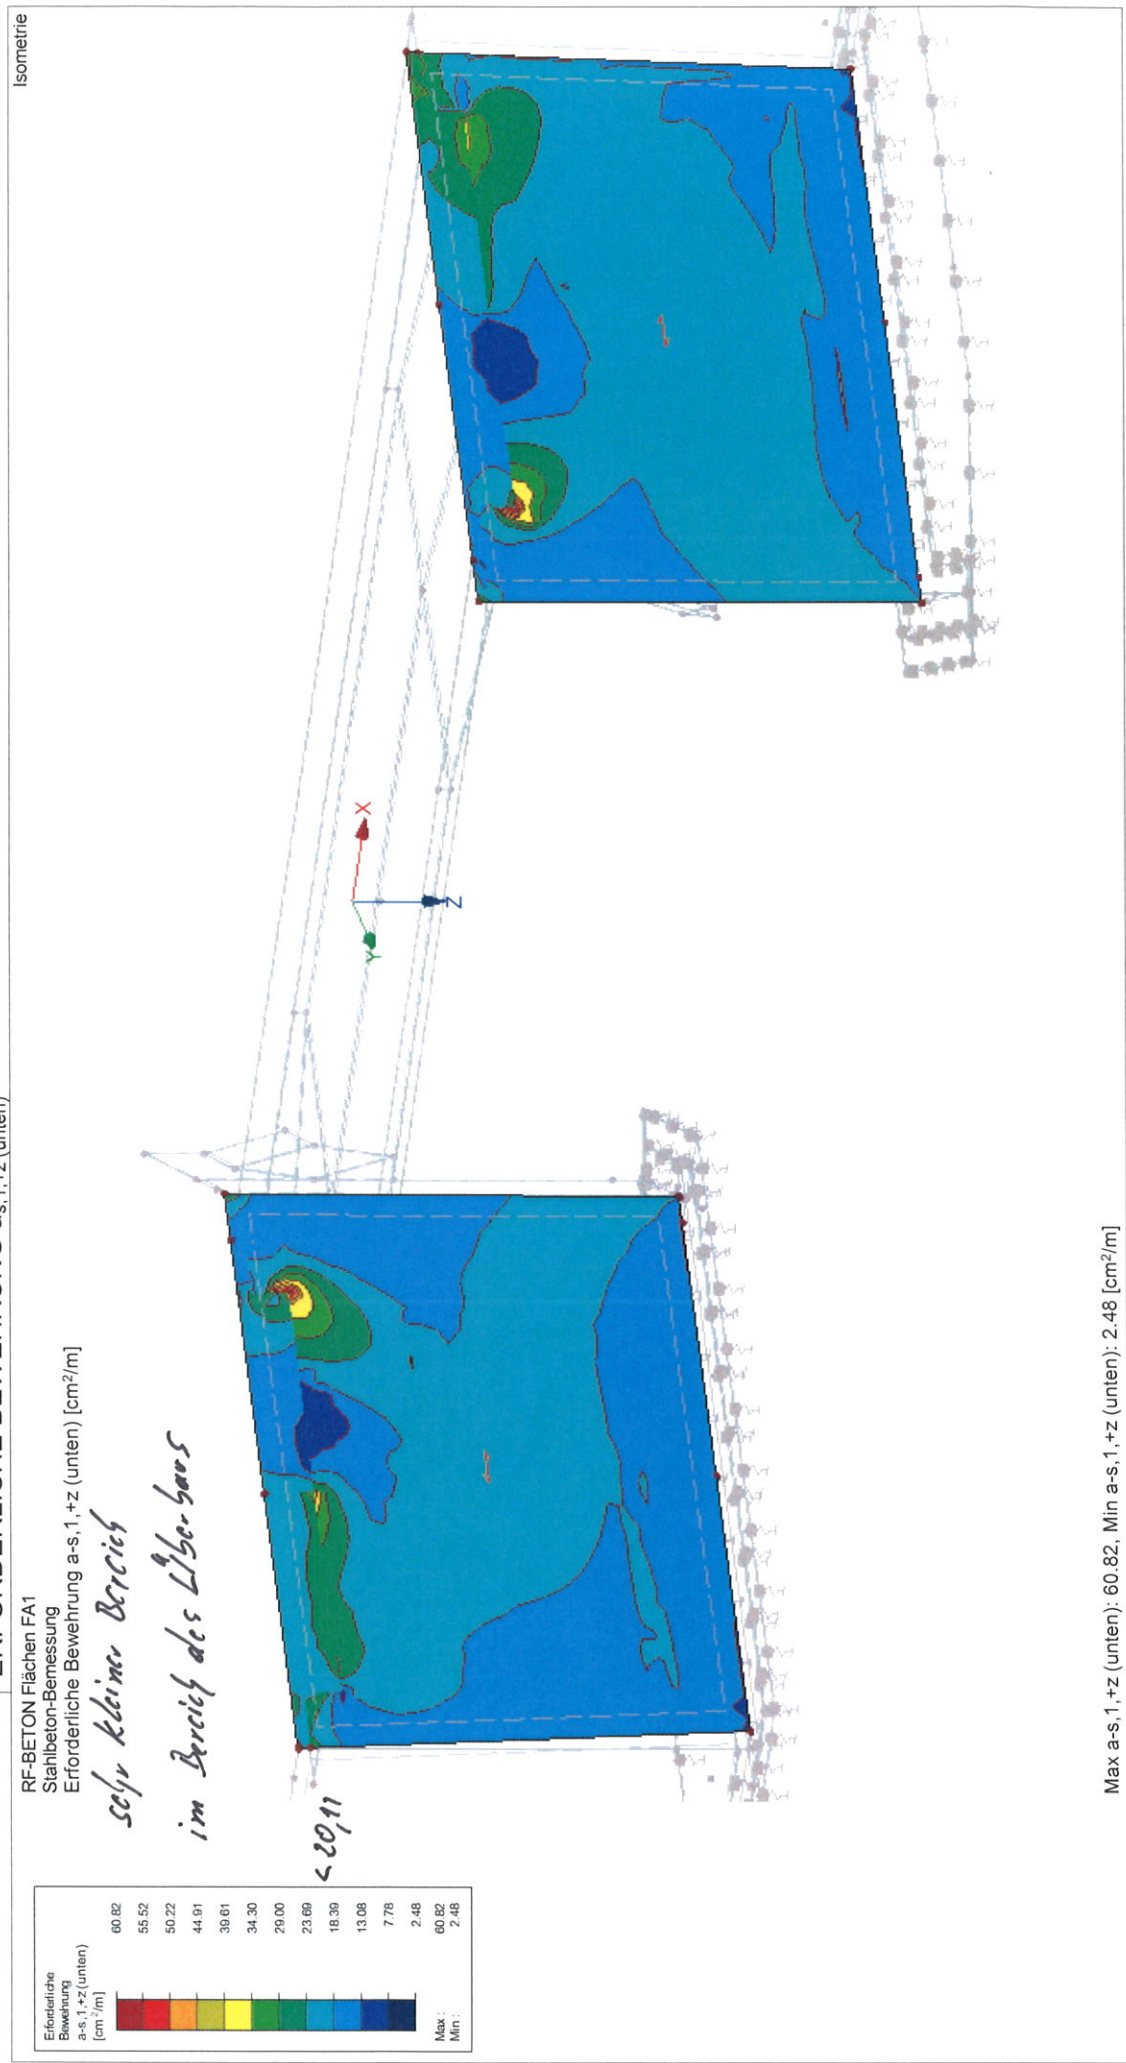 Isometrie
RF-BETON Flächen FA1
Stahlbeton-Bemessung
Erforderliche Bewehrung a-s,1,+z (unten) [cm²/m]
sehr kleiner Bereich
im Bereich des
< 20,11
Erforderliche
Bewehrung
a-s,1,+z (unten)
[cm²/m]
60.82
55.52
50.22
44.91
39.61
34.30
29.00
23.69
18.39
13.08
7.78
2.48
Max : 60.82
Min : 2.48
X
Y
Z
Max a-s,1,+z (unten): 60.82, Min a-s,1,+z (unten): 2.48 [cm²/m]